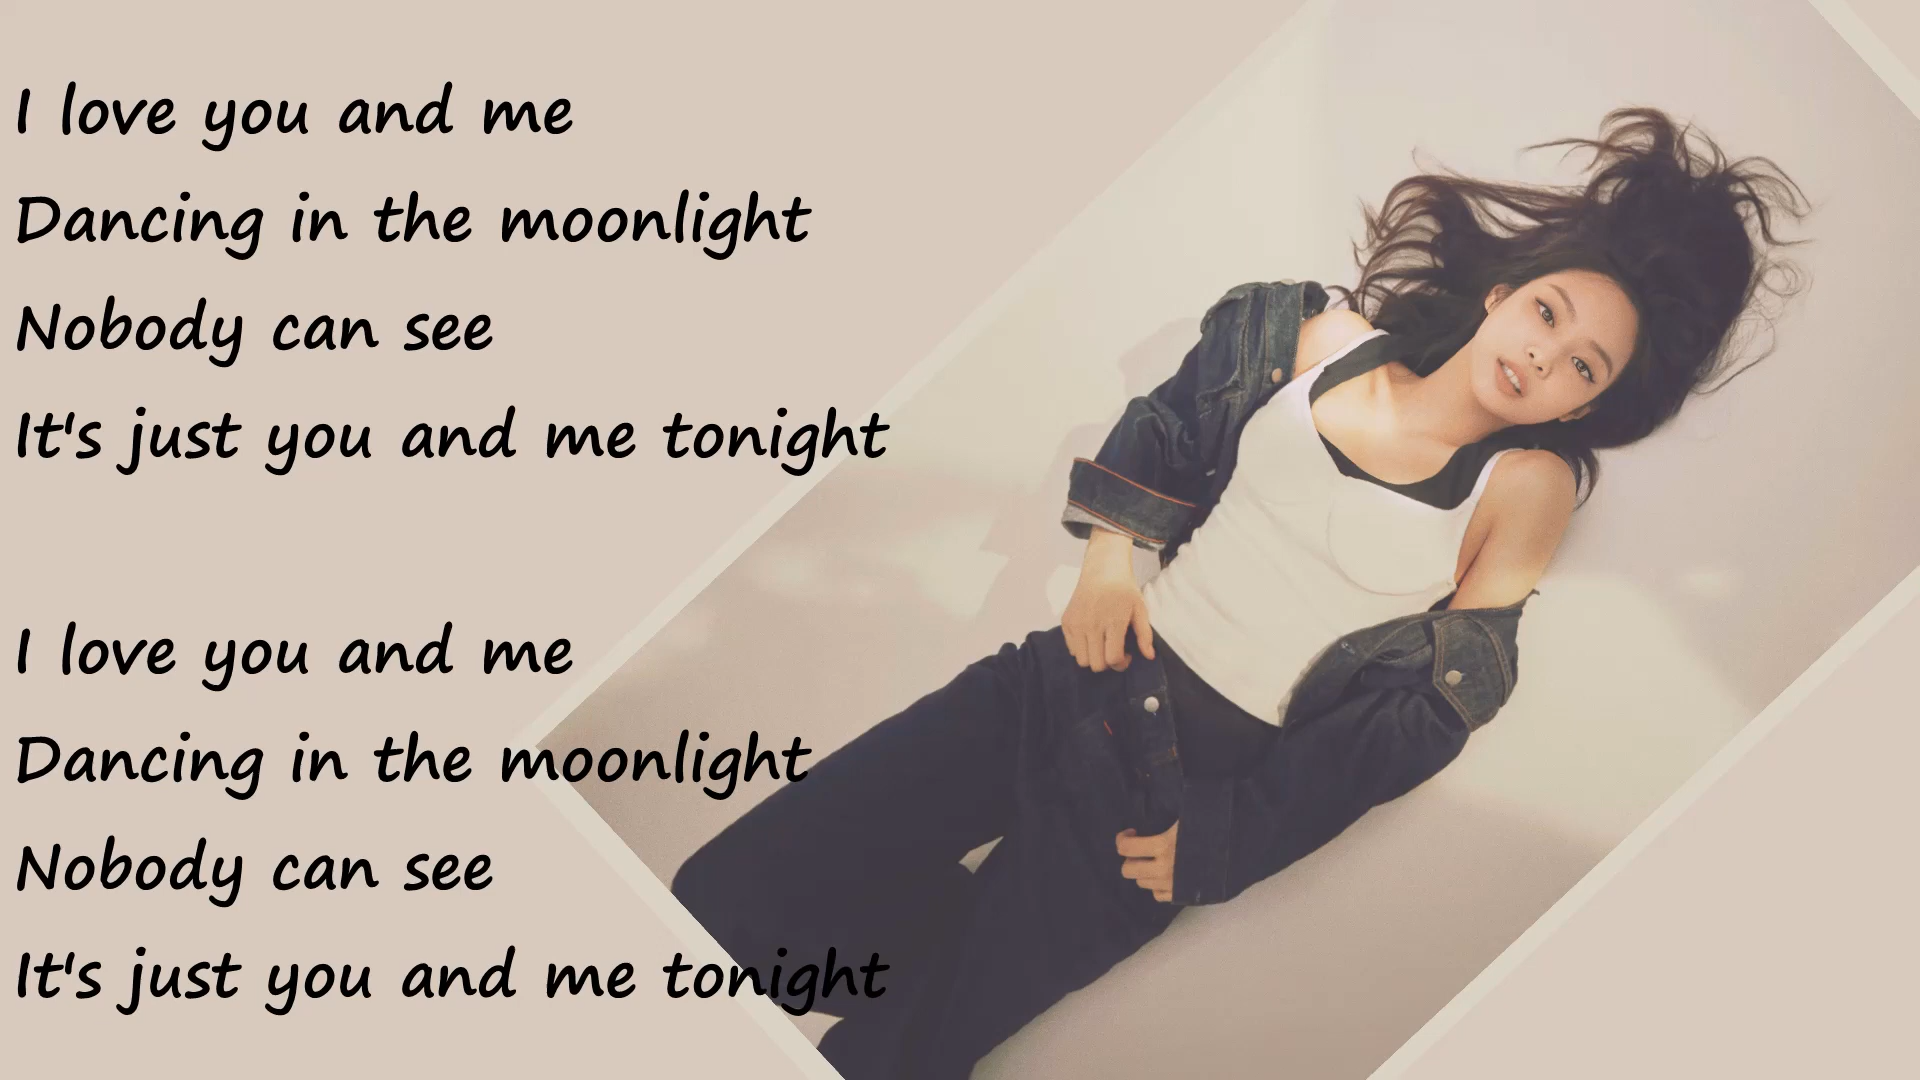 I love you and me
Dancing in the moonlight
Nobody can see
It's just you and me tonight
I love you and me
Dancing in the moonlight
Nobody can see
It's just you and me tonight